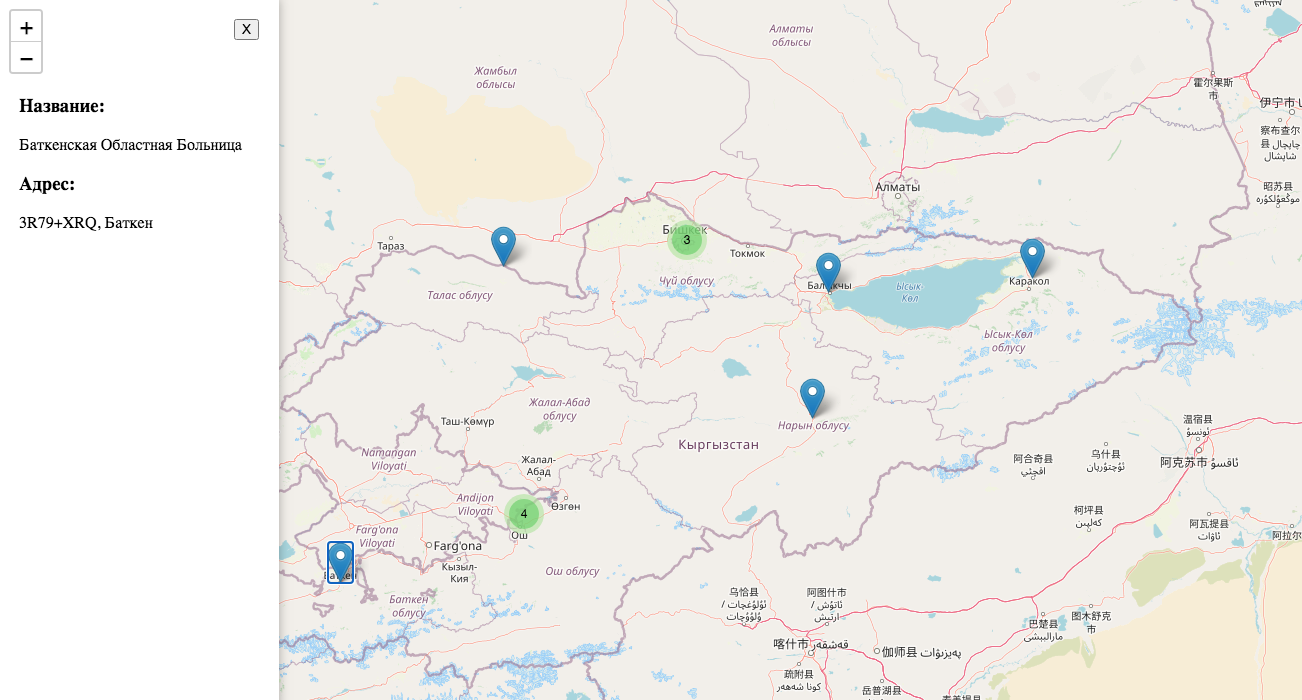 +
−
X
Название:
Баткенская Областная Больница
Адрес:
3R79+XRQ, Баткен
Алматы
облысы
Жамбыл
облысы
霍尔果斯
市
伊宁市
察布查尔
县 چاپچال
شاپشال
昭苏县
موڭغۇلكۈرە
Алматы
Тараз
Бишкек
3
Токмок
Чүй облусу
Талас облусу
Балыкчы
Ысык-
Көл
Каракол
Ысык-Көл
облусу
Жалал-Абад
облусу
Таш-Көмүр
Нарын облусу
Кыргызстан
温宿县
ئونسۇ
阿克苏市 ئاقسۇ
乌什县
ئۇچتۇرپان
阿合奇县
اقچئي
Namangan
Viloyati
Жалал-
Абад
Andijon
Viloyati
4
Өзгөн
Ош
柯坪县
كەلپىن
阿瓦提县
ئاۋات
Farg'ona
Viloyati
Farg'ona
Кызыл-
Кия
Баткен
Ош облусу
Баткен
облусу
乌恰县
ئۇلۇغچات /
ۇلۇۇچات
阿图什市
ئاتۇش /
ارتىش
巴楚县
مارالبېشى
图木舒克
市
喀什市 قەشقەر
伽师县 پەيزىۋات
疏附县
كونا شەھەر
岳普湖县